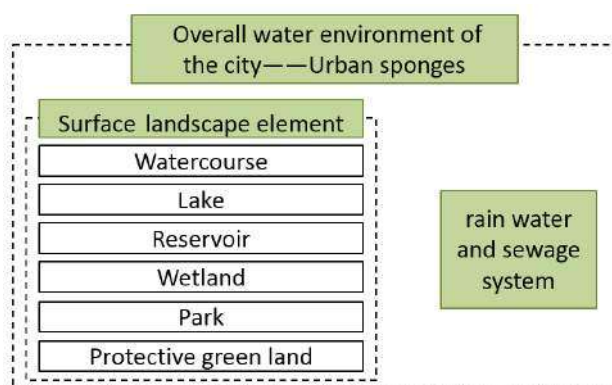 Overall water environment of
the city——Urban sponges
Surface landscape element
Watercourse
Lake
Reservoir
Wetland
Park
Protective green land
rain water
and sewage
system